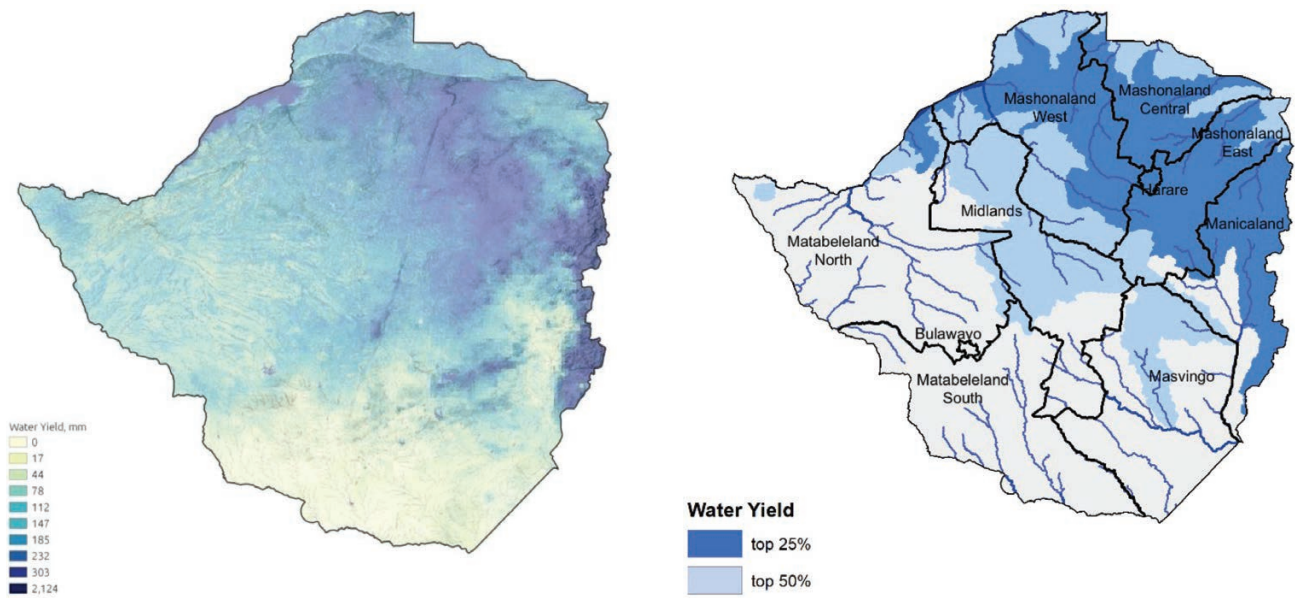 Water Yield, mm
0
17
44
78
112
147
185
232
303
2,124
Mashonaland
West
Mashonaland
Central
Mashonaland
East
Harare
Manicaland
Midlands
Matabeleland
North
Bulawayo
Matabeleland
South
Masvingo
Water Yield
top 25%
top 50%